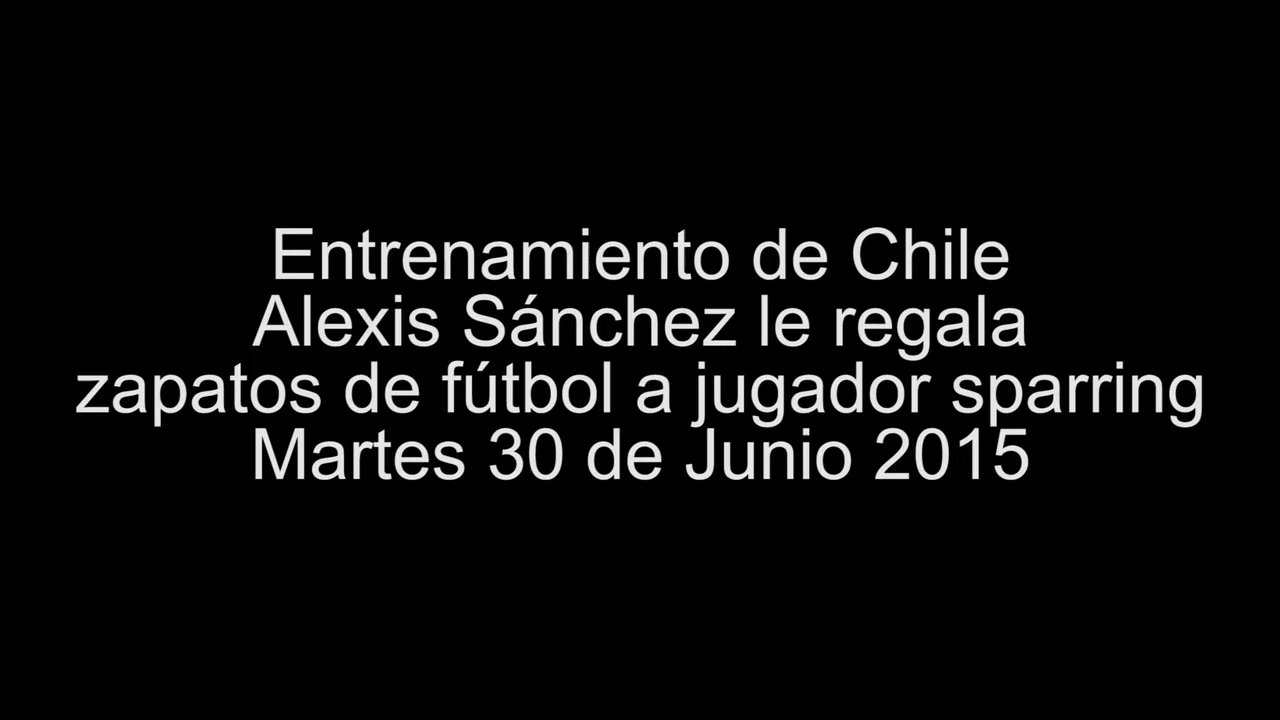 Entrenamiento de Chile
Alexis Sánchez le regala
zapatos de fútbol a jugador sparring
Martes 30 de Junio 2015